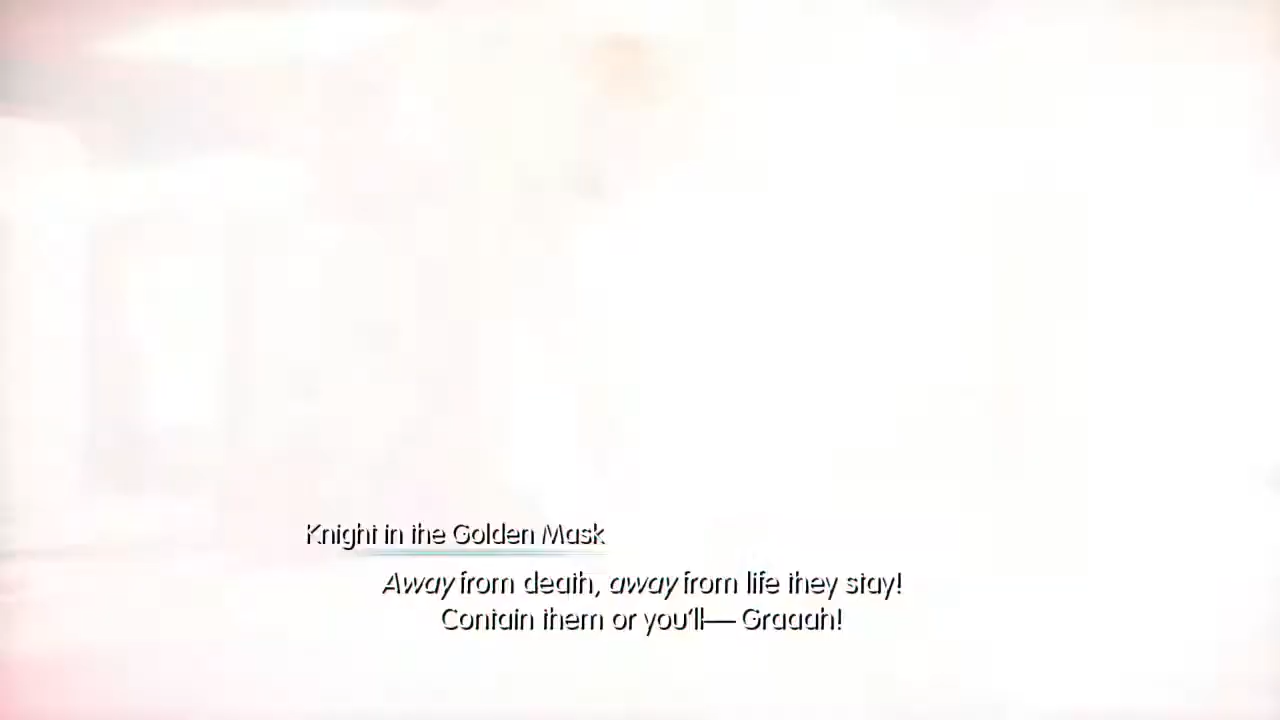 Knight in the Golden Mask
Away from death, away from life they stay!
Contain them or you'll— Graaah!